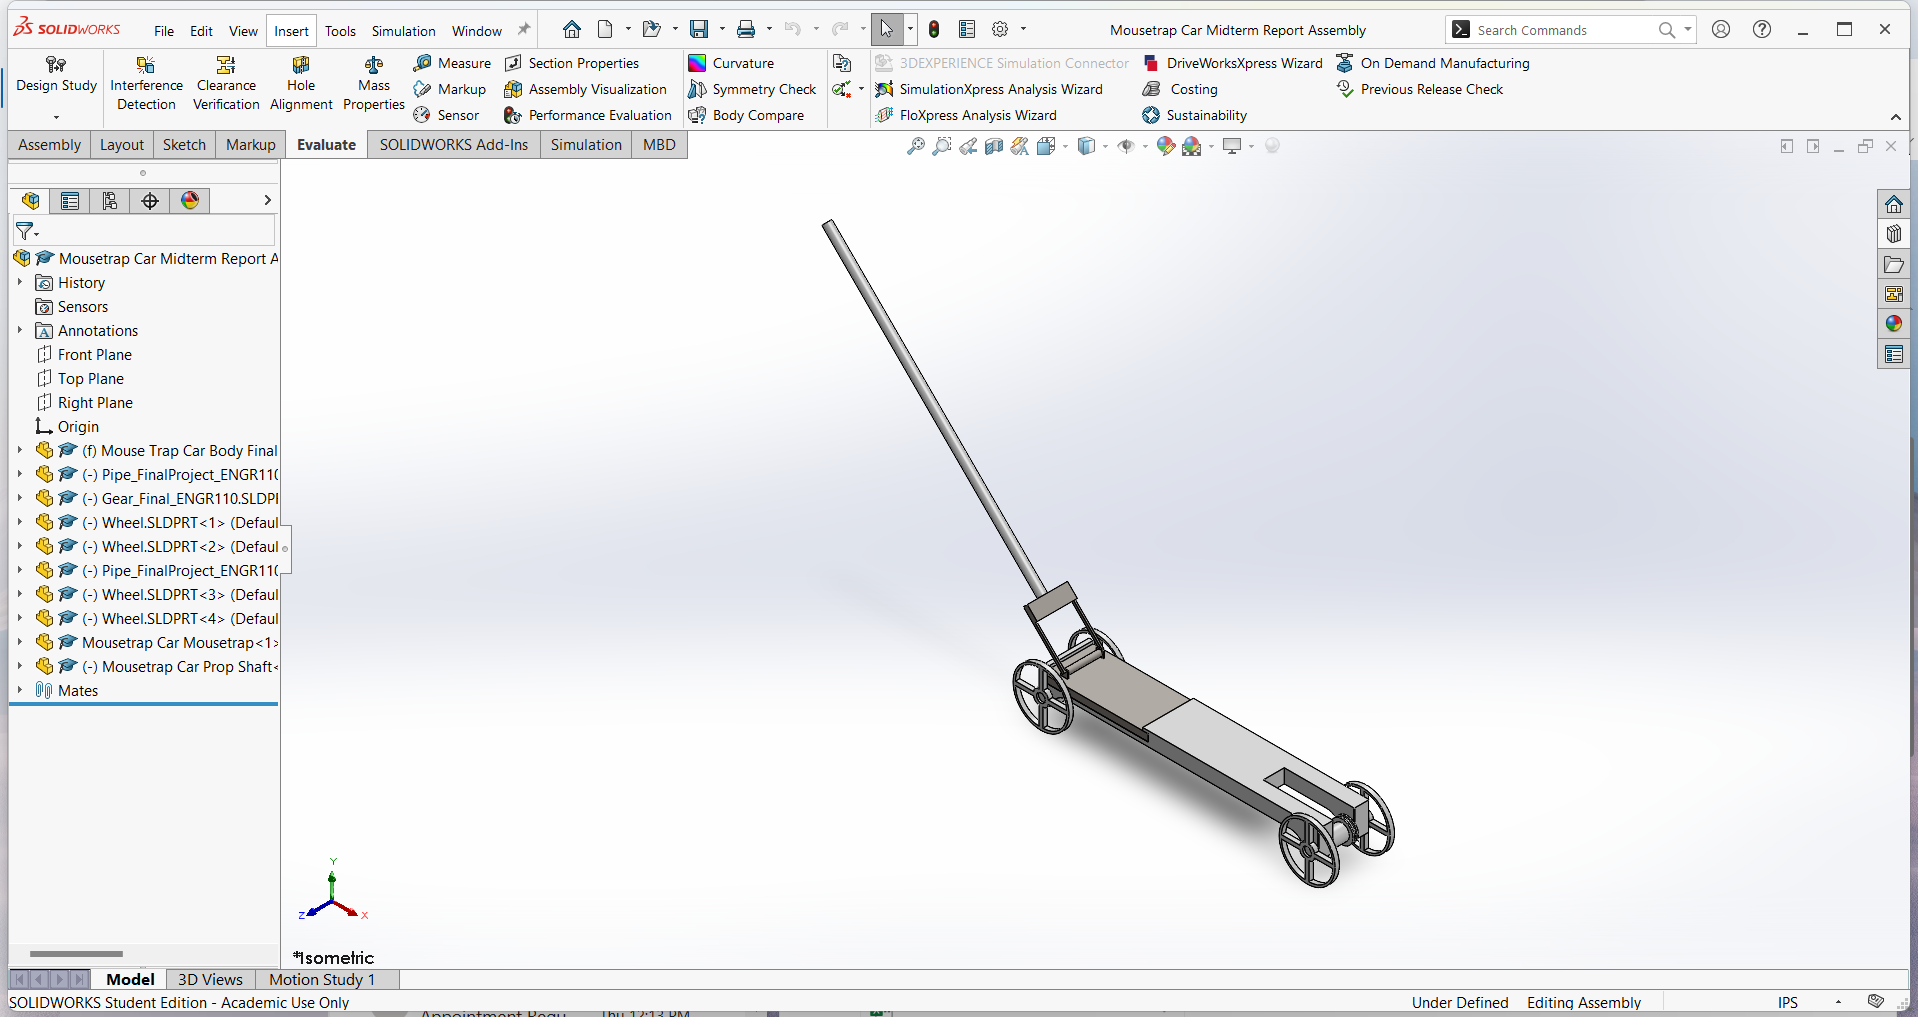 SOLIDWORKS File Edit View Insert Tools Simulation Window Mousetrap Car Midterm Report Assembly Search Commands
Design Study
Interference Detection
Clearance Verification
Hole Alignment
Mass Properties
Measure
Markup
Sensor
Section Properties
Assembly Visualization
Performance Evaluation
Curvature
Symmetry Check
Body Compare
3DEXPERIENCE Simulation Connector
SimulationXpress Analysis Wizard
FloXpress Analysis Wizard
DriveWorksXpress Wizard
Costing
Sustainability
On Demand Manufacturing
Previous Release Check
Assembly Layout Sketch Markup Evaluate SOLIDWORKS Add-Ins Simulation MBD
Mousetrap Car Midterm Report A
History
Sensors
Annotations
Front Plane
Top Plane
Right Plane
Origin
(f) Mouse Trap Car Body Final
(-) Pipe_FinalProject_ENGR110
(-) Gear_Final_ENGR110.SLDPI
(-) Wheel.SLDPRT<1> (Defaul
(-) Wheel.SLDPRT<2> (Defaul
(-) Pipe_FinalProject_ENGR110
(-) Wheel.SLDPRT<3> (Defaul
(-) Wheel.SLDPRT<4> (Defaul
Mousetrap Car Mousetrap<1>
(-) Mousetrap Car Prop Shaft<
Mates
Y
Z
X
*Isometric
Model 3D Views Motion Study 1
SOLIDWORKS Student Edition - Academic Use Only Under Defined Editing Assembly IPS